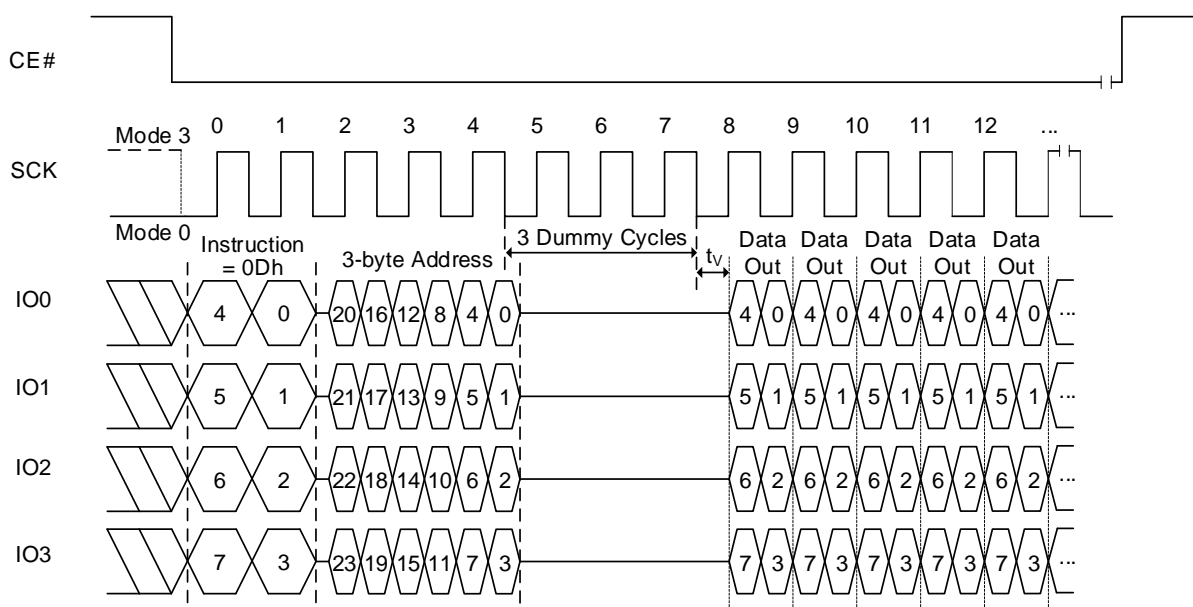 CE#
0 1 2 3 4 5 6 7 8 9 10 11 12 ...
Mode 3
SCK
Mode 0
Instruction
= 0Dh
3-byte Address
3 Dummy Cycles
tV
Data Data Data Data Data
Out Out Out Out Out
IO0 4 0 20 16 12 8 4 0 4 0 4 0 4 0 4 0 4 0 ...
IO1 5 1 21 17 13 9 5 1 5 1 5 1 5 1 5 1 5 1 ...
IO2 6 2 22 18 14 10 6 2 6 2 6 2 6 2 6 2 6 2 ...
IO3 7 3 23 19 15 11 7 3 7 3 7 3 7 3 7 3 7 3 ...